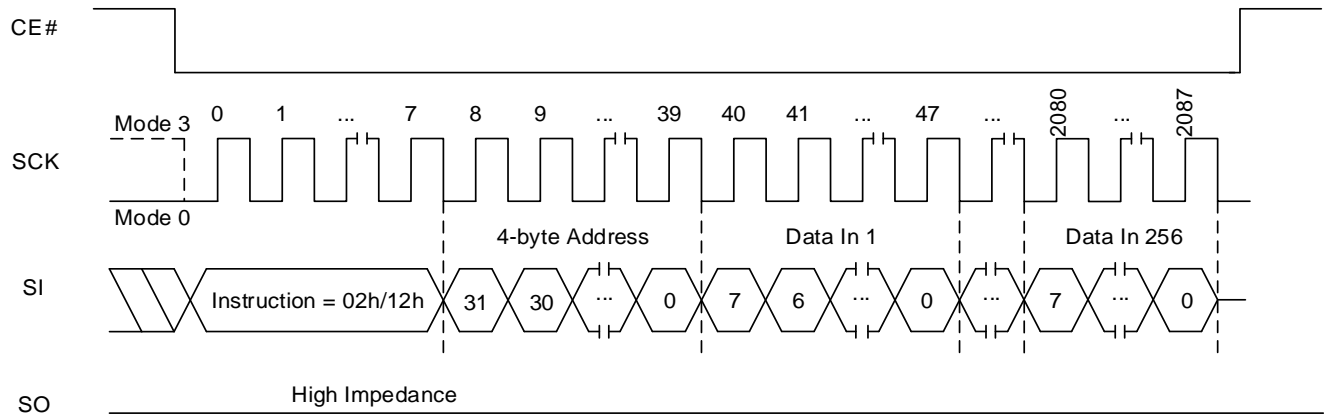 CE#
0 1 ... 7 8 9 ... 39 40 41 ... 47 ... 2080 ... 2087
Mode 3
SCK
Mode 0
4-byte Address Data In 1 Data In 256
SI Instruction = 02h/12h 31 30 ... 0 7 6 ... 0 ... 7 ... 0
High Impedance
SO